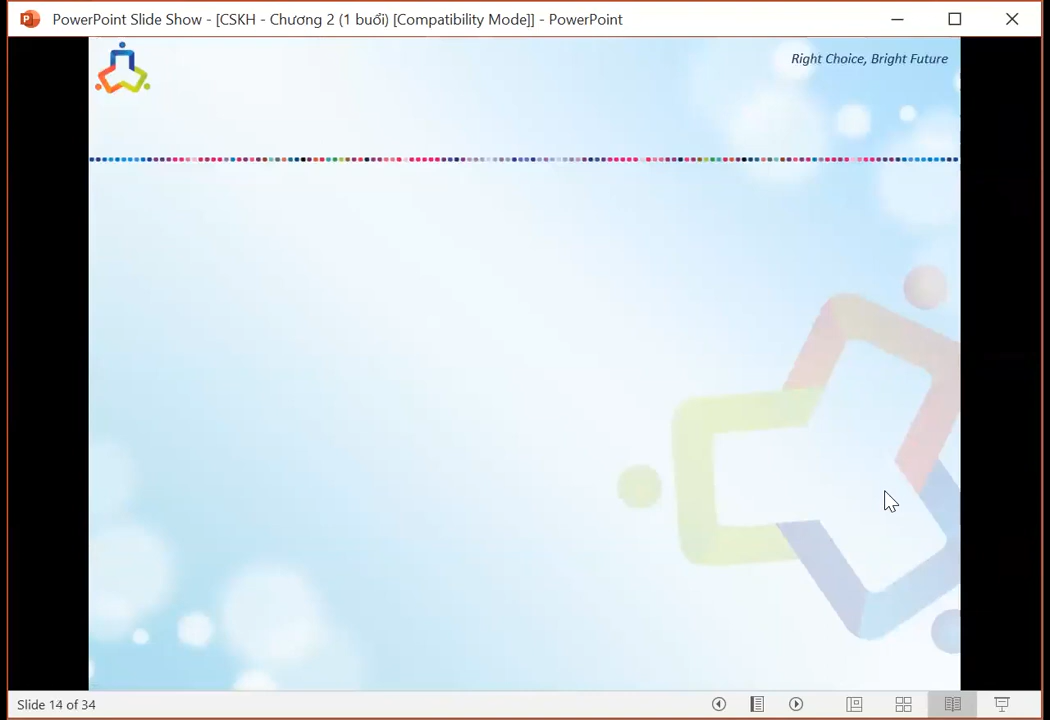 PowerPoint Slide Show - [CSKH - Chương 2 (1 buổi) [Compatibility Mode]] - PowerPoint
Right Choice, Bright Future
Slide 14 of 34